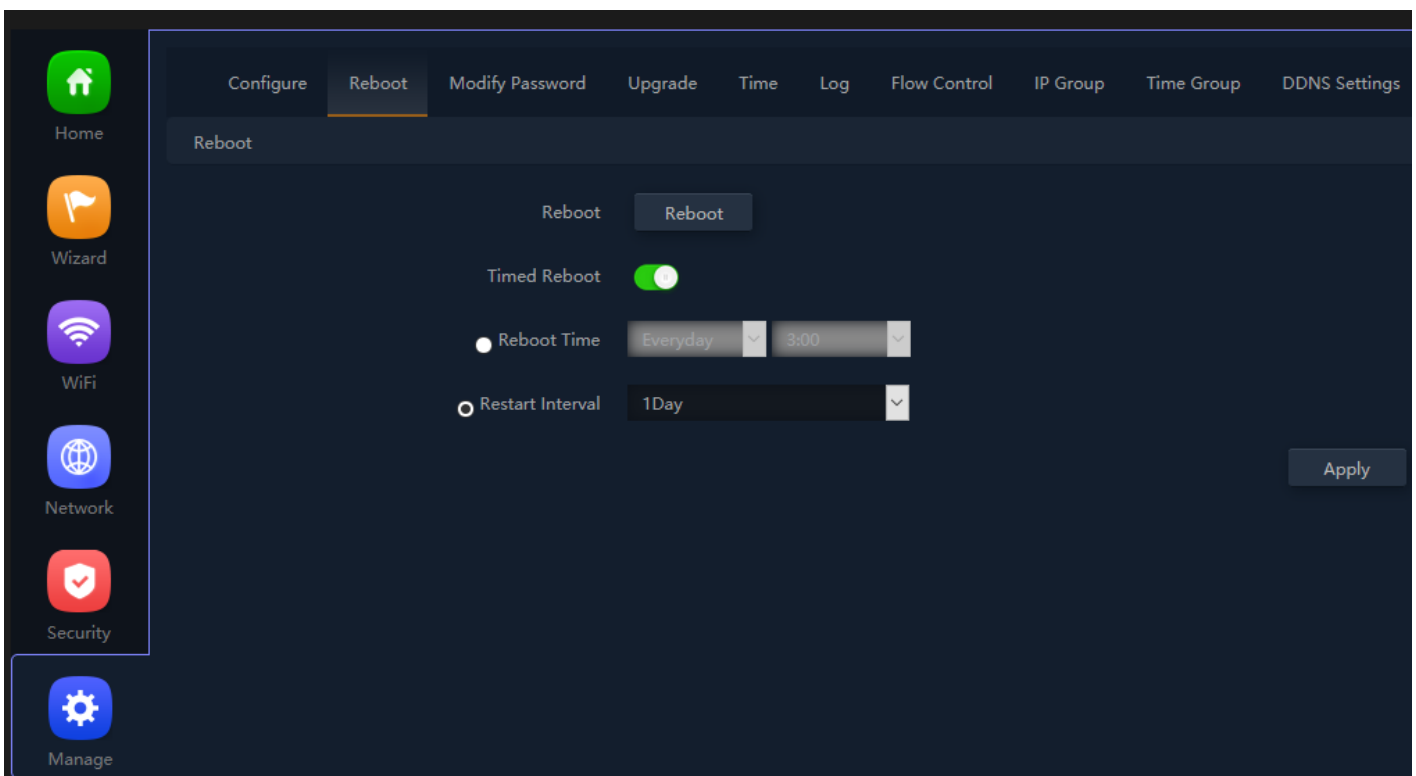 Home
Wizard
WiFi
Network
Security
Manage
Configure Reboot Modify Password Upgrade Time Log Flow Control IP Group Time Group DDNS Settings
Reboot
Reboot Reboot
Timed Reboot
Reboot Time Everyday 3:00
Restart Interval 1Day
Apply